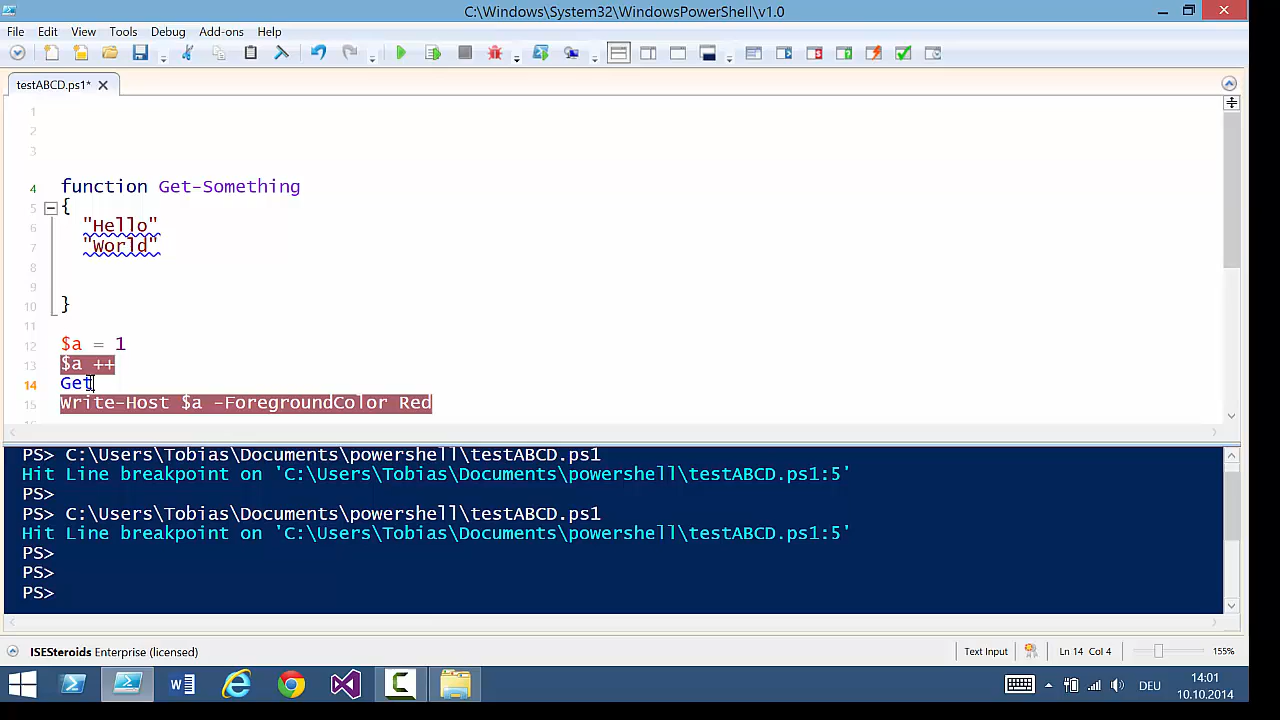 C:\Windows\System32\WindowsPowerShell\v1.0
File Edit View Tools Debug Add-ons Help
testABCD.ps1*
1
2
3
4 function Get-Something
5 {
6 "Hello"
7 "World"
8
9
10 }
11
12 $a = 1
13 $a ++
14 Get
15 Write-Host $a -ForegroundColor Red
PS> C:\Users\Tobias\Documents\powershell\testABCD.ps1
Hit Line breakpoint on 'C:\Users\Tobias\Documents\powershell\testABCD.ps1:5'
PS>
PS> C:\Users\Tobias\Documents\powershell\testABCD.ps1
Hit Line breakpoint on 'C:\Users\Tobias\Documents\powershell\testABCD.ps1:5'
PS>
PS>
PS>
ISESteroids Enterprise (licensed) Text Input Ln 14 Col 4 155%
DEU 14:01
10.10.2014